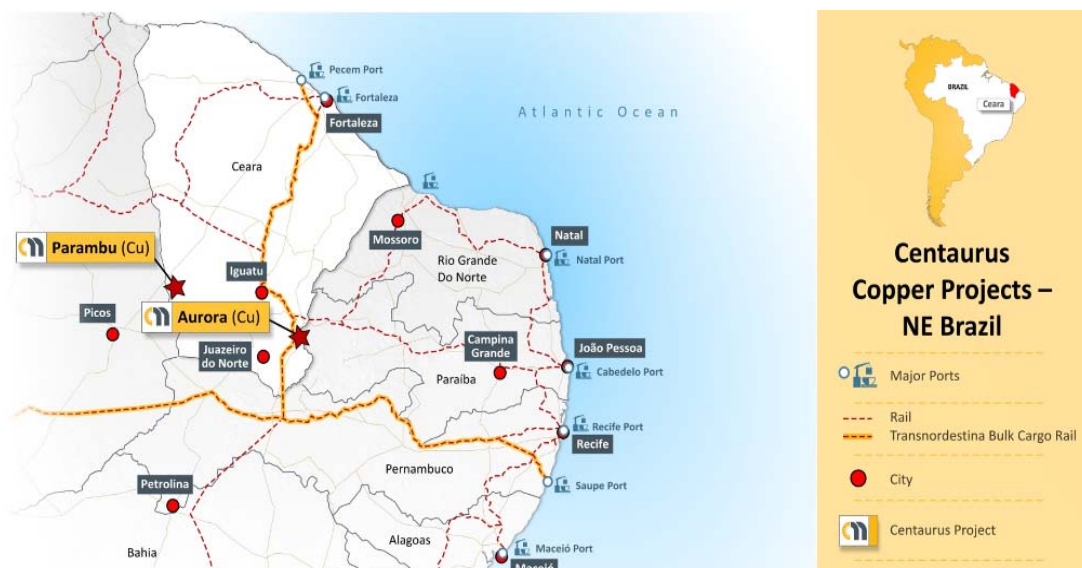 Pecem Port
Fortaleza
Fortaleza
Atlantic Ocean
Ceara
Parambu (Cu)
Iguatu
Mossoro
Natal
Rio Grande
Do Norte
Natal Port
Picos
Aurora (Cu)
Juazeiro
do Norte
Campina
Grande
João Pessoa
Paraíba
Cabedelo Port
Recife Port
Recife
Pernambuco
Petrolina
Saupe Port
Alagoas
Bahia
Maceió Port
Maceió
BRAZIL
Ceara
Centaurus
Copper Projects –
NE Brazil
Major Ports
Rail
Transnordestina Bulk Cargo Rail
City
Centaurus Project